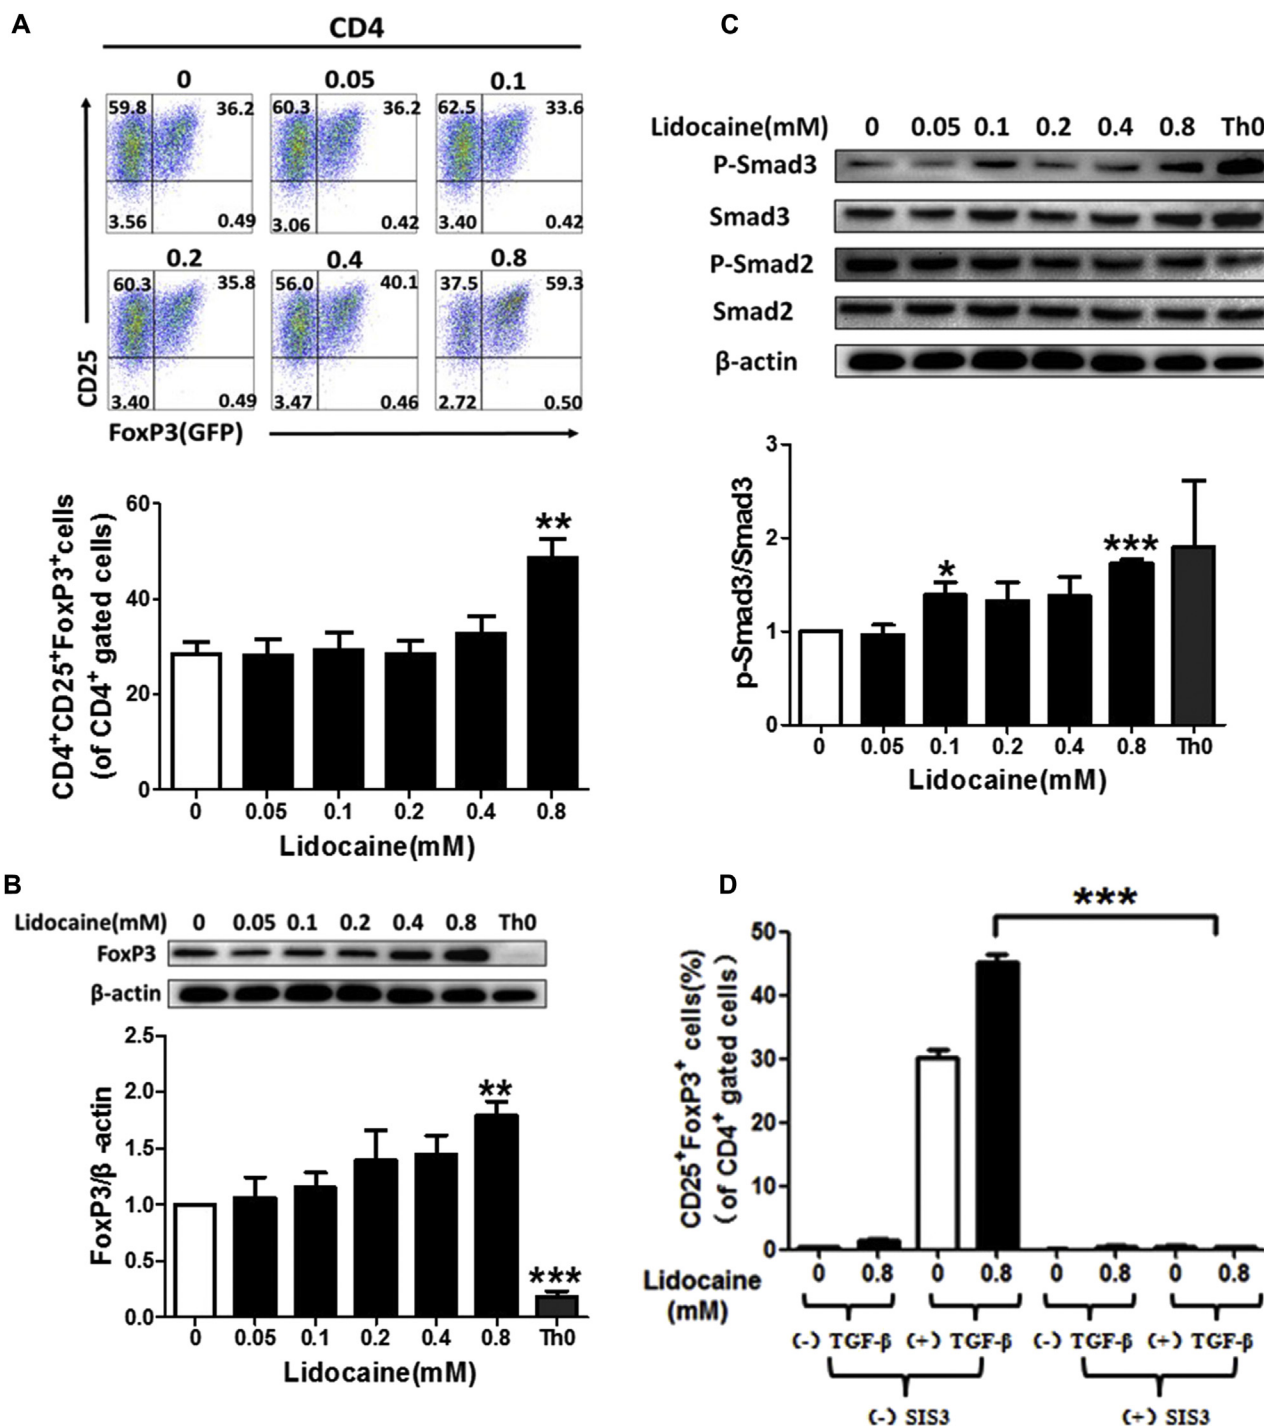 A
CD4
0 0.05 0.1
59.8 36.2 60.3 36.2 62.5 33.6
3.56 0.49 3.06 0.42 3.40 0.42
0.2 0.4 0.8
60.3 35.8 56.0 40.1 37.5 59.3
3.40 0.49 3.47 0.46 2.72 0.50
CD25
FoxP3(GFP)
60
40
20
0
CD4+CD25+FoxP3+cells
(of CD4+ gated cells)
**
0 0.05 0.1 0.2 0.4 0.8
Lidocaine(mM)
B
Lidocaine(mM) 0 0.05 0.1 0.2 0.4 0.8 Th0
FoxP3
β-actin
2.5
2.0
1.5
1.0
0.5
0.0
FoxP3/β -actin
**
***
0 0.05 0.1 0.2 0.4 0.8 Th0
Lidocaine(mM)
C
Lidocaine(mM) 0 0.05 0.1 0.2 0.4 0.8 Th0
P-Smad3
Smad3
P-Smad2
Smad2
β-actin
3
2
1
0
p-Smad3/Smad3
*
***
0 0.05 0.1 0.2 0.4 0.8 Th0
Lidocaine(mM)
D
***
50
40
30
20
10
0
CD25+FoxP3+ cells(%)
(of CD4+ gated cells)
Lidocaine
(mM)
0 0.8 0 0.8 0 0.8 0 0.8
(-) TGF-β (+) TGF-β (-) TGF-β (+) TGF-β
(-) SIS3 (+) SIS3